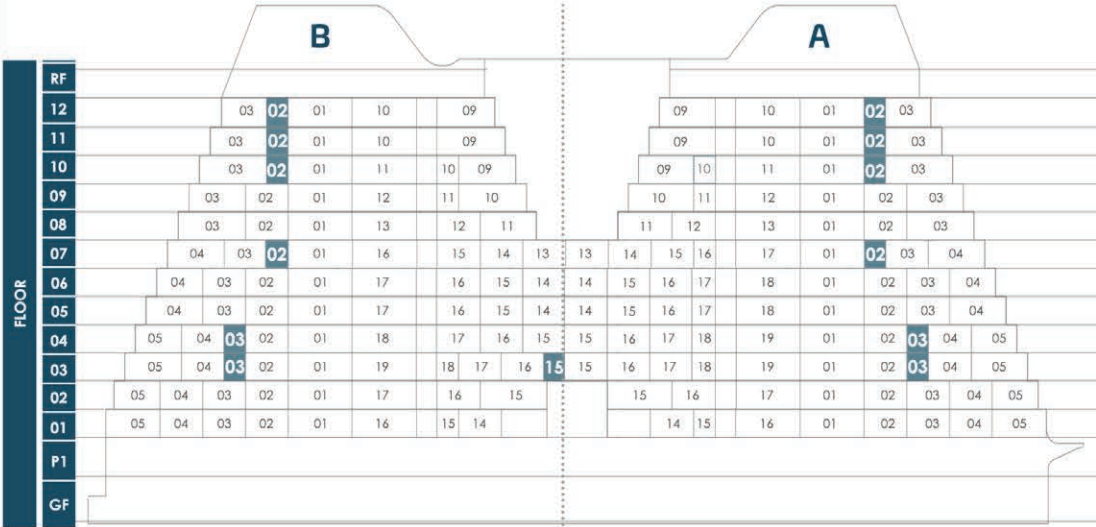 B A
FLOOR
RF
12 03 02 01 10 09 09 10 01 02 03
11 03 02 01 10 09 09 10 01 02 03
10 03 02 01 11 10 09 09 10 11 01 02 03
09 03 02 01 12 11 10 10 11 12 01 02 03
08 03 02 01 13 12 11 11 12 13 01 02 03
07 04 03 02 01 16 15 14 13 13 14 15 16 17 01 02 03 04
06 04 03 02 01 17 16 15 14 14 15 16 17 18 01 02 03 04
05 04 03 02 01 17 16 15 14 14 15 16 17 18 01 02 03 04
04 05 04 03 02 01 18 17 16 15 15 16 17 18 19 01 02 03 04 05
03 05 04 03 02 01 19 18 17 16 15 15 16 17 18 19 01 02 03 04 05
02 05 04 03 02 01 17 16 15 15 16 17 01 02 03 04 05
01 05 04 03 02 01 16 15 14 14 15 16 01 02 03 04 05
P1
GF